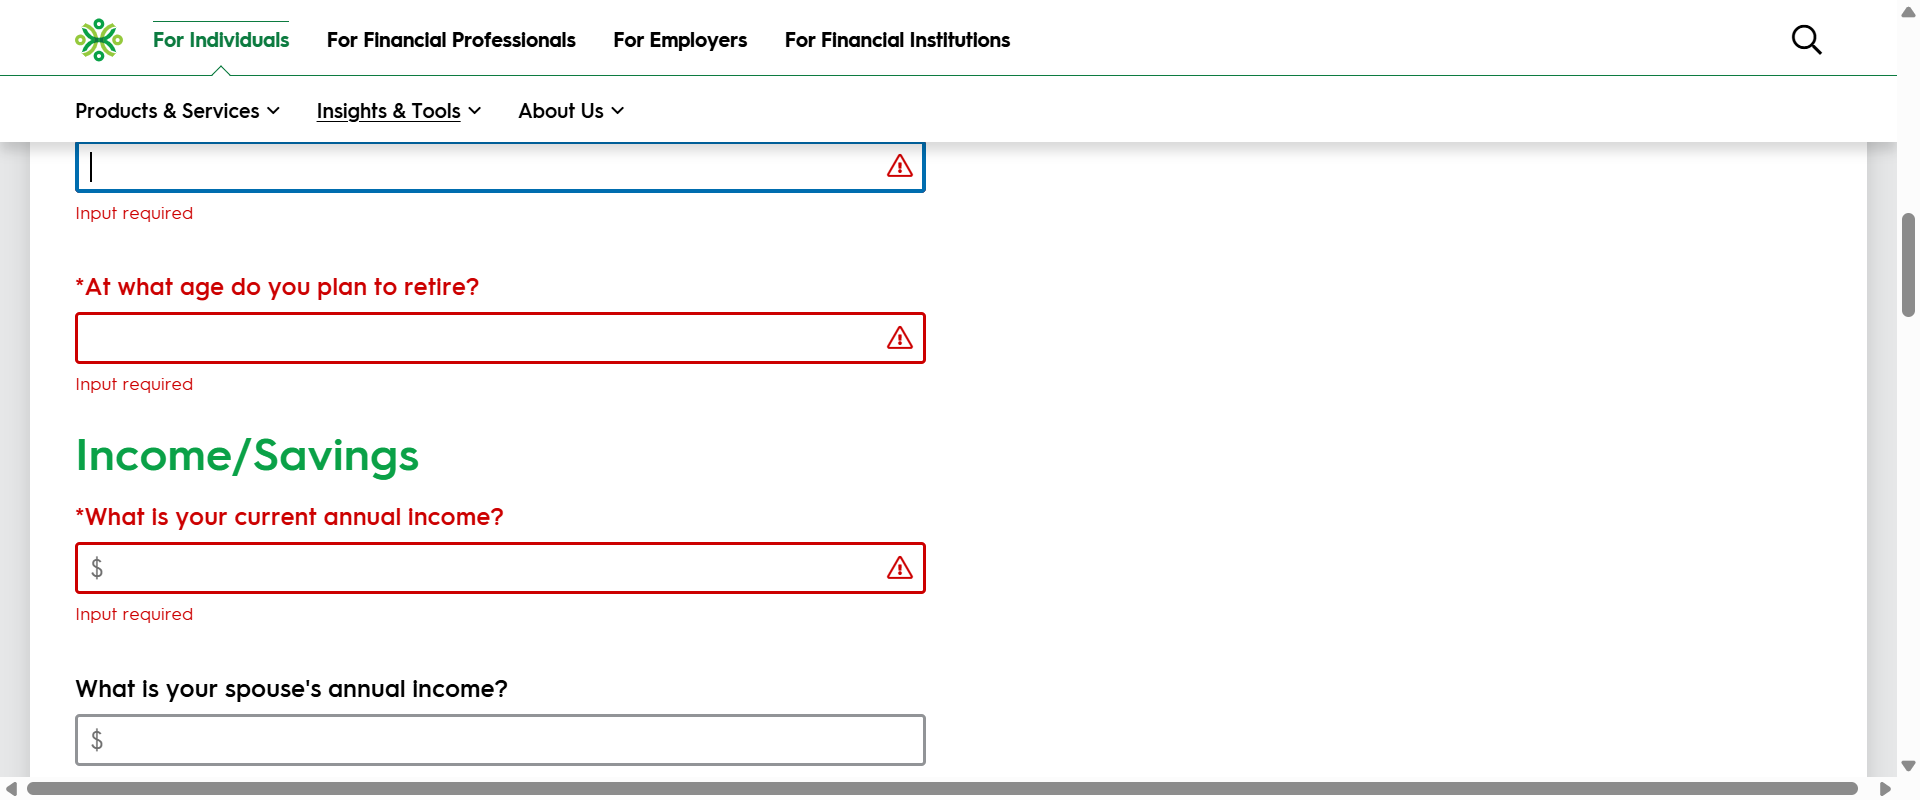 For Individuals
For Financial Professionals
For Employers
For Financial Institutions
Products & Services
Insights & Tools
About Us
Input required
*At what age do you plan to retire?
Input required
Income/Savings
*What is your current annual income?
$
Input required
What is your spouse's annual income?
$